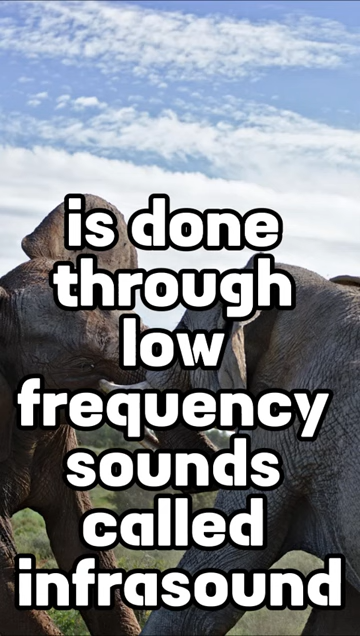 is done
through
low
frequency
sounds
called
infrasound